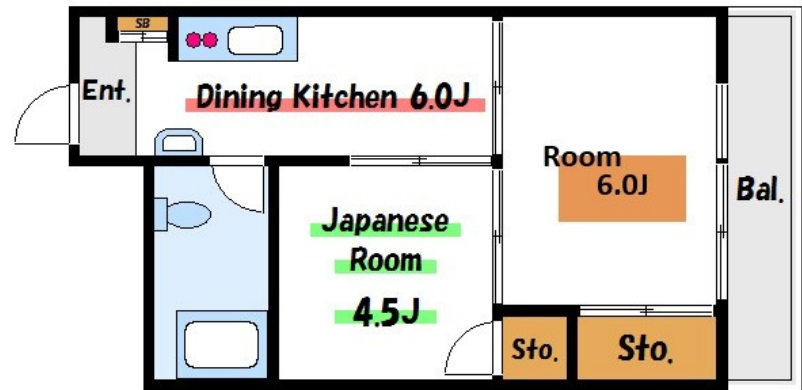 SB
Ent.
Dining Kitchen 6.0J
Room
6.0J
Bal.
Japanese
Room
4.5J
Sto.
Sto.